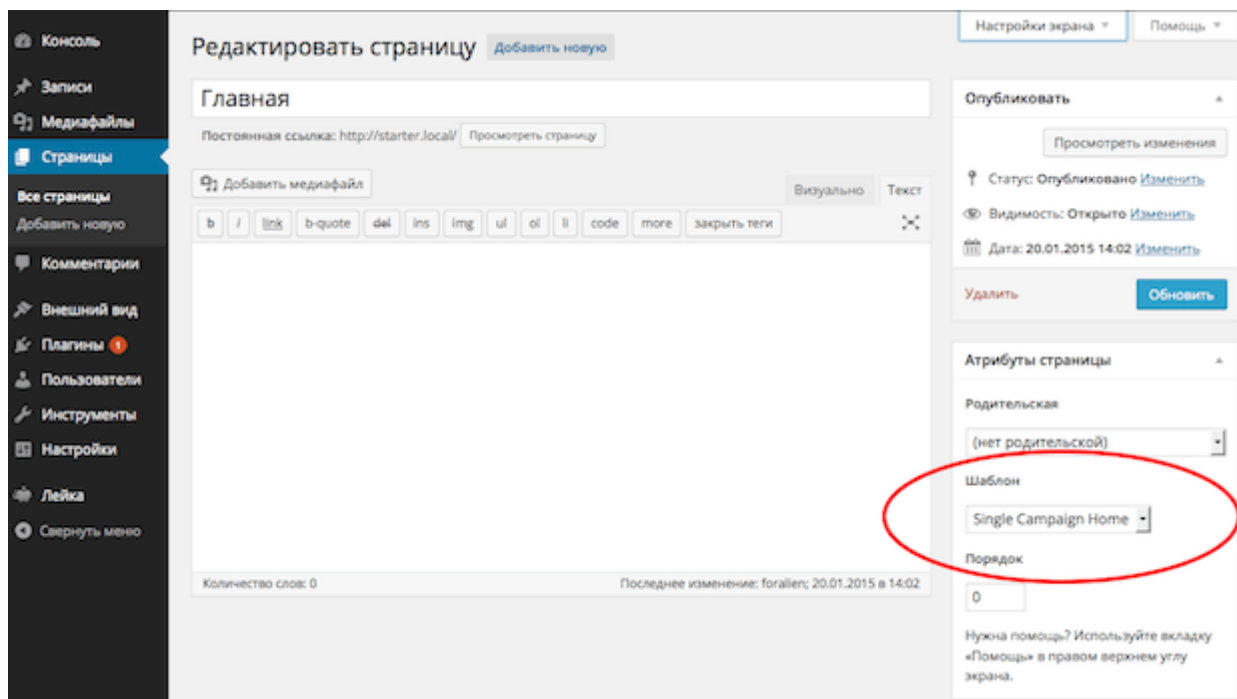 Консоль
Записи
Медиафайлы
Страницы
Все страницы
Добавить новую
Комментарии
Внешний вид
Плагины 1
Пользователи
Инструменты
Настройки
Лейка
Свернуть меню
Настройки экрана
Помощь
Редактировать страницу Добавить новую
Главная
Постоянная ссылка: http://starter.local/ Просмотреть страницу
Добавить медиафайл
Визуально Текст
b i link b-quote del ins img ul ol li code more закрыть теги
Количество слов: 0 Последнее изменение: foralien; 20.01.2015 в 14:02
Опубликовать
Просмотреть изменения
Статус: Опубликовано Изменить
Видимость: Открыто Изменить
Дата: 20.01.2015 14:02 Изменить
Удалить Обновить
Атрибуты страницы
Родительская
(нет родительской)
Шаблон
Single Campaign Home
Порядок
0
Нужна помощь? Используйте вкладку
«Помощь» в правом верхнем углу
экрана.